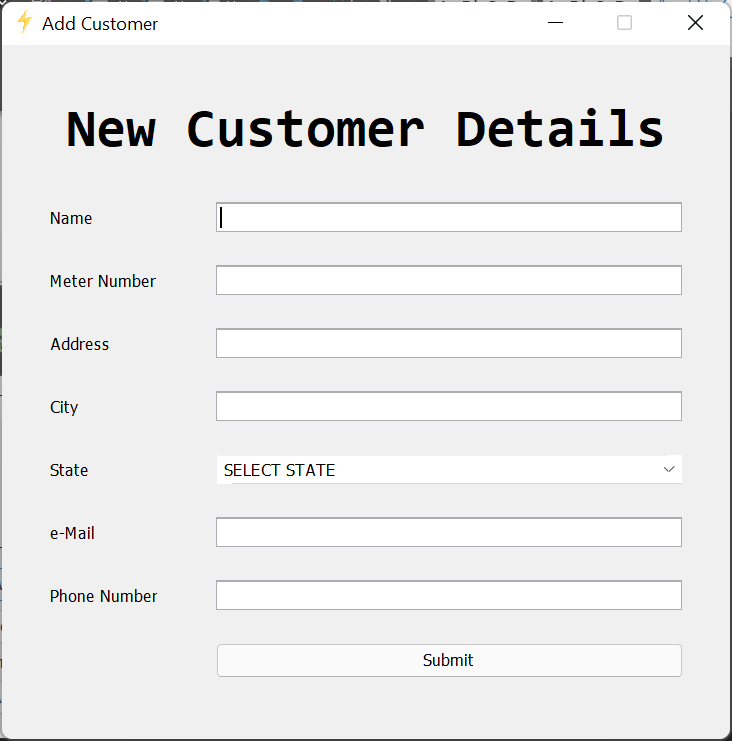 Add Customer
New Customer Details
Name
Meter Number
Address
City
State SELECT STATE
e-Mail
Phone Number
Submit